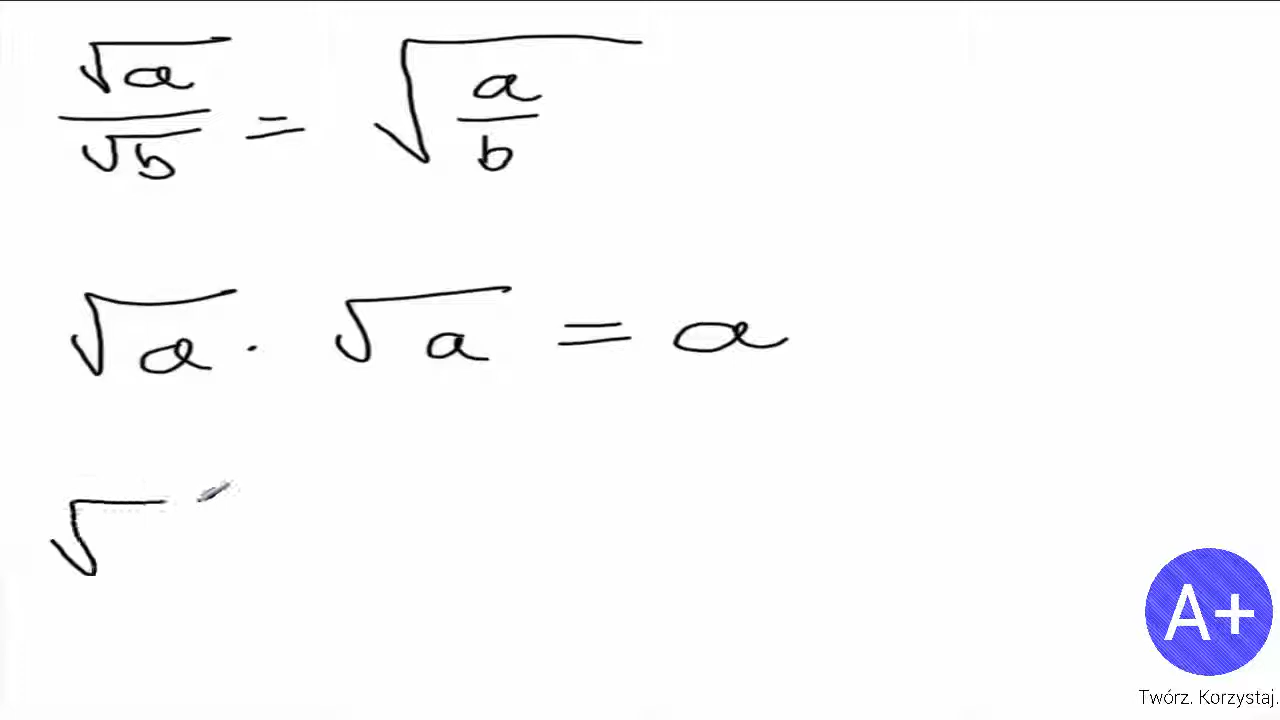 √a/√b = √(a/b)
√a · √a = a
√
A+
Twórz. Korzystaj.